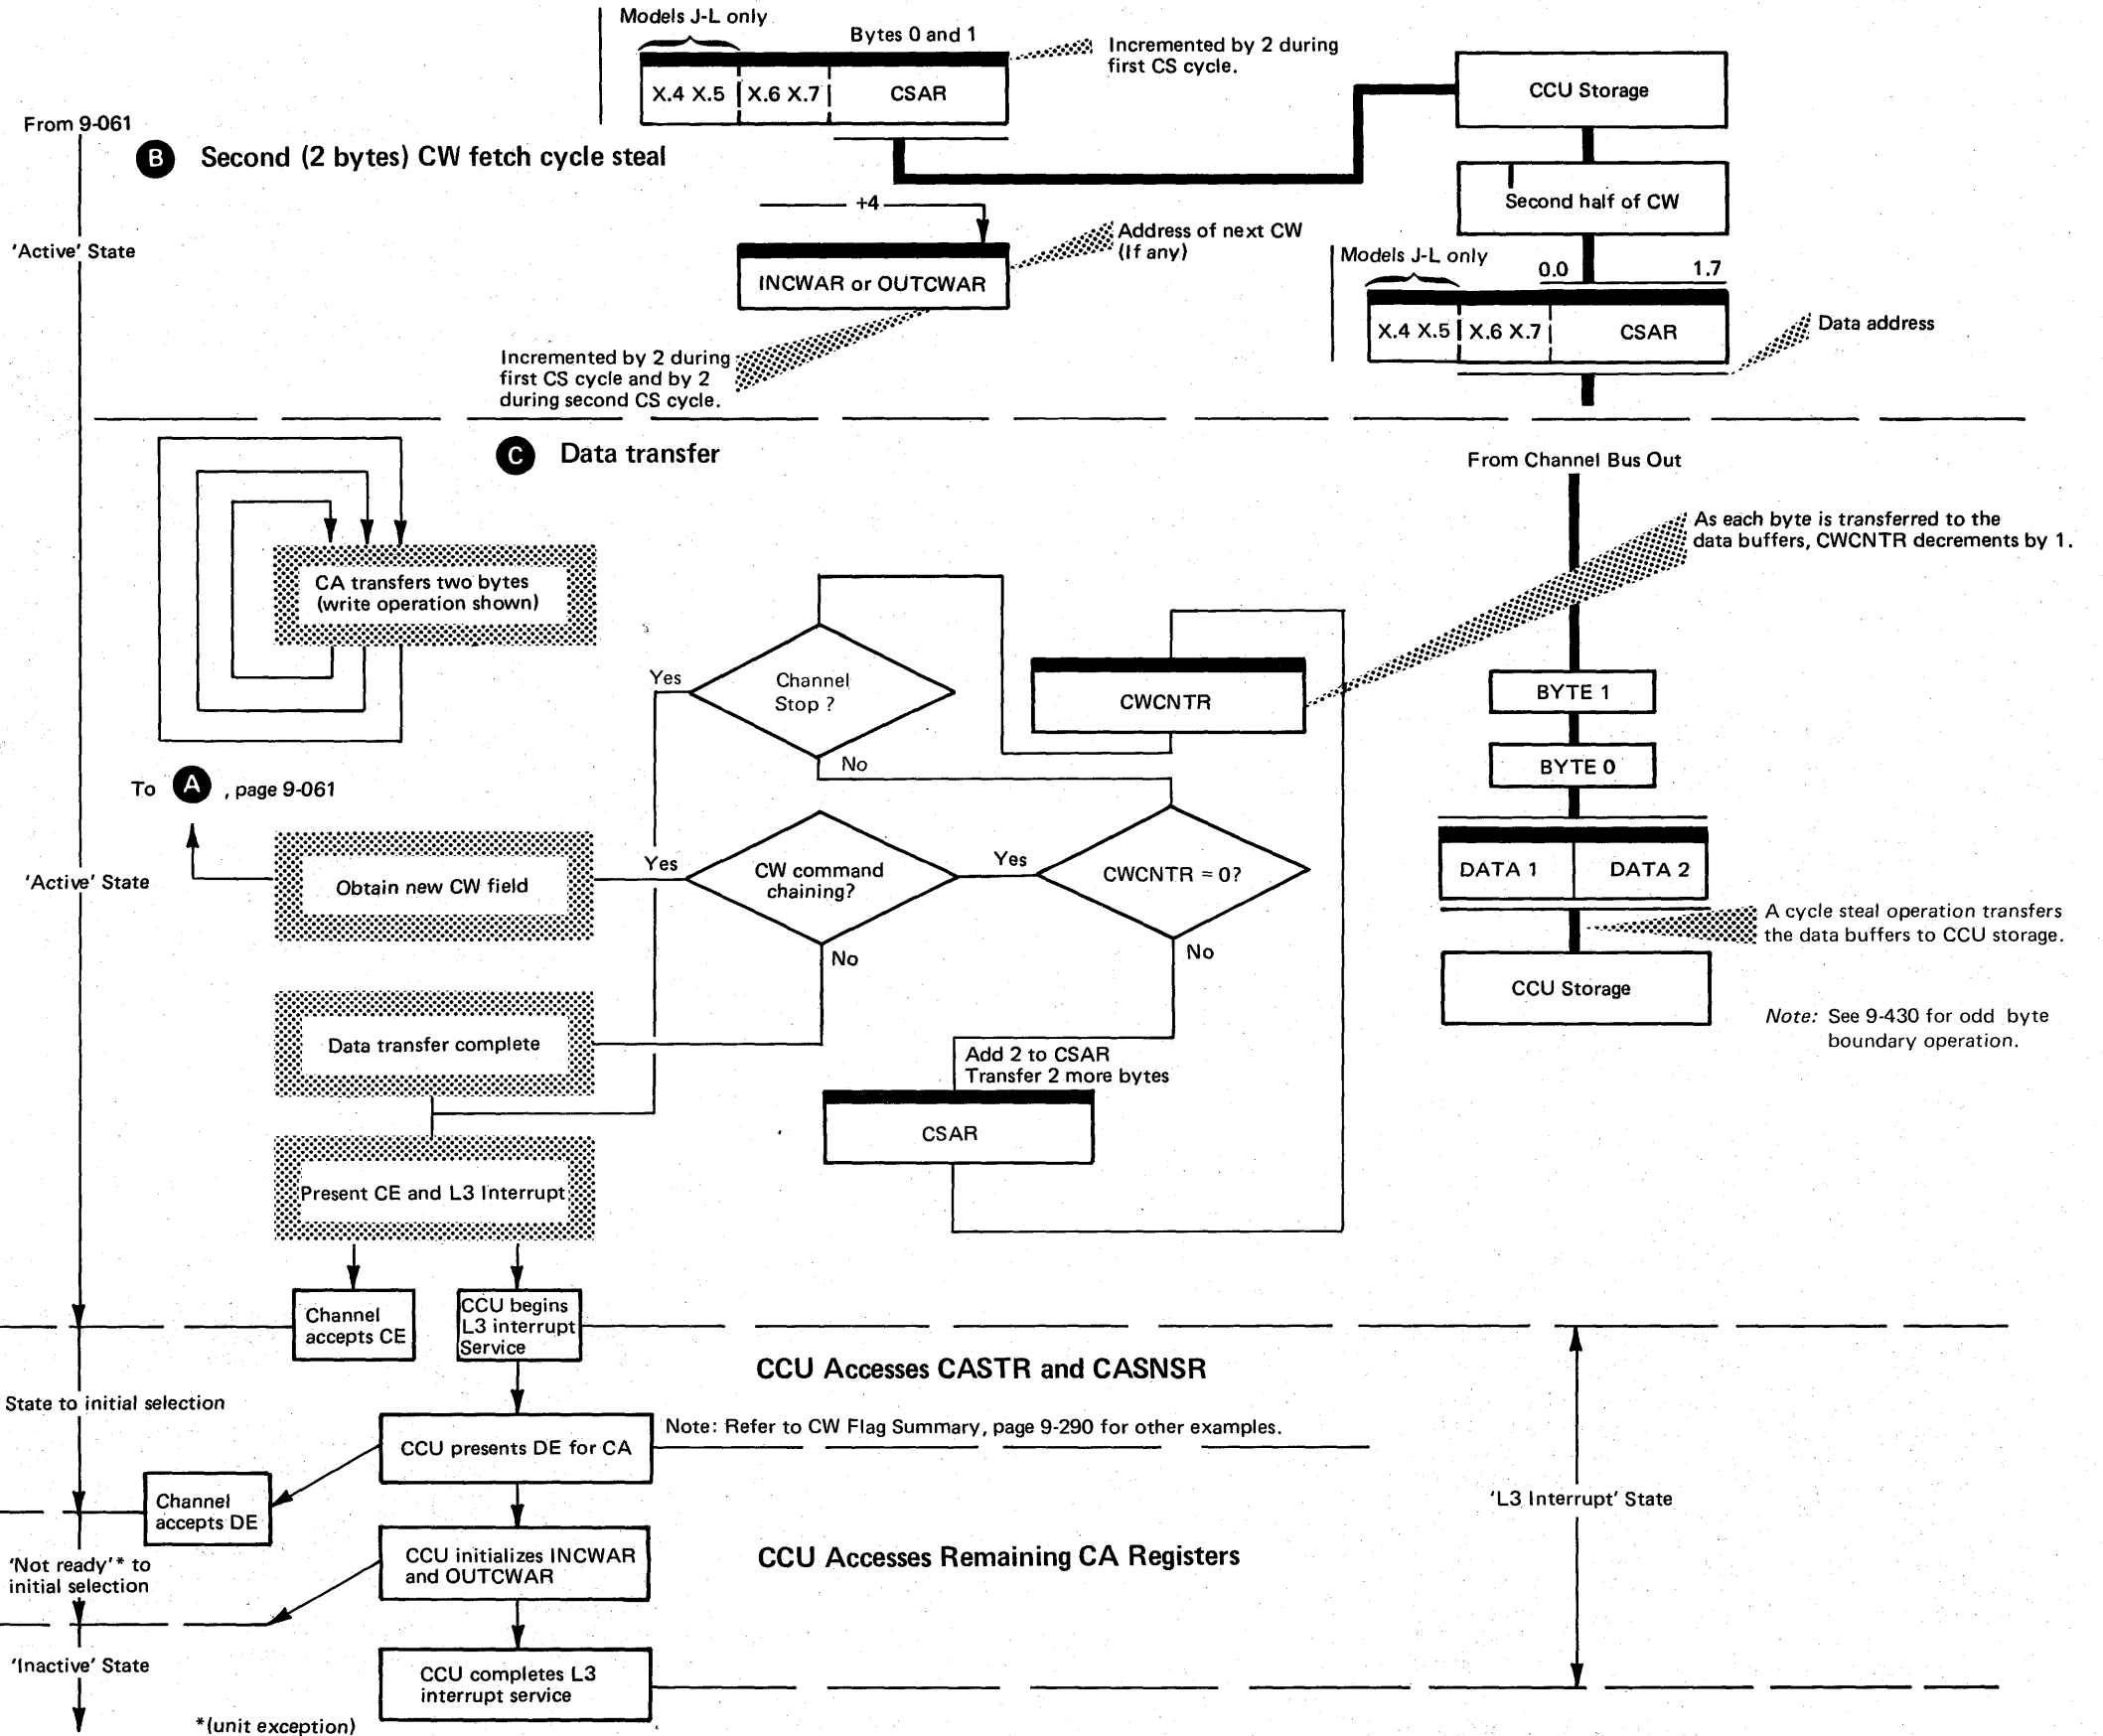 Models J-L only
Bytes 0 and 1
Incremented by 2 during
first CS cycle.
X.4 X.5 X.6 X.7 CSAR
CCU Storage
From 9-061
B Second (2 bytes) CW fetch cycle steal
Second half of CW
+4
Address of next CW
(If any)
'Active' State
INCWAR or OUTCWAR
Models J-L only
0.0 1.7
X.4 X.5 X.6 X.7 CSAR
Data address
Incremented by 2 during
first CS cycle and by 2
during second CS cycle.
C Data transfer
From Channel Bus Out
As each byte is transferred to the
data buffers, CWCNTR decrements by 1.
CA transfers two bytes
(write operation shown)
Channel
Stop ?
Yes
No
CWCNTR
BYTE 1
BYTE 0
To A , page 9-061
DATA 1 DATA 2
'Active' State
Obtain new CW field
Yes
CW command
chaining?
Yes
CWCNTR = 0?
No
No
A cycle steal operation transfers
the data buffers to CCU storage.
CCU Storage
Note: See 9-430 for odd byte
boundary operation.
Data transfer complete
Add 2 to CSAR
Transfer 2 more bytes
CSAR
Present CE and L3 Interrupt
Channel
accepts CE
CCU begins
L3 interrupt
Service
CCU Accesses CASTR and CASNSR
State to initial selection
Note: Refer to CW Flag Summary, page 9-290 for other examples.
CCU presents DE for CA
Channel
accepts DE
'L3 Interrupt' State
'Not ready'* to
initial selection
CCU initializes INCWAR
and OUTCWAR
CCU Accesses Remaining CA Registers
'Inactive' State
CCU completes L3
interrupt service
*(unit exception)